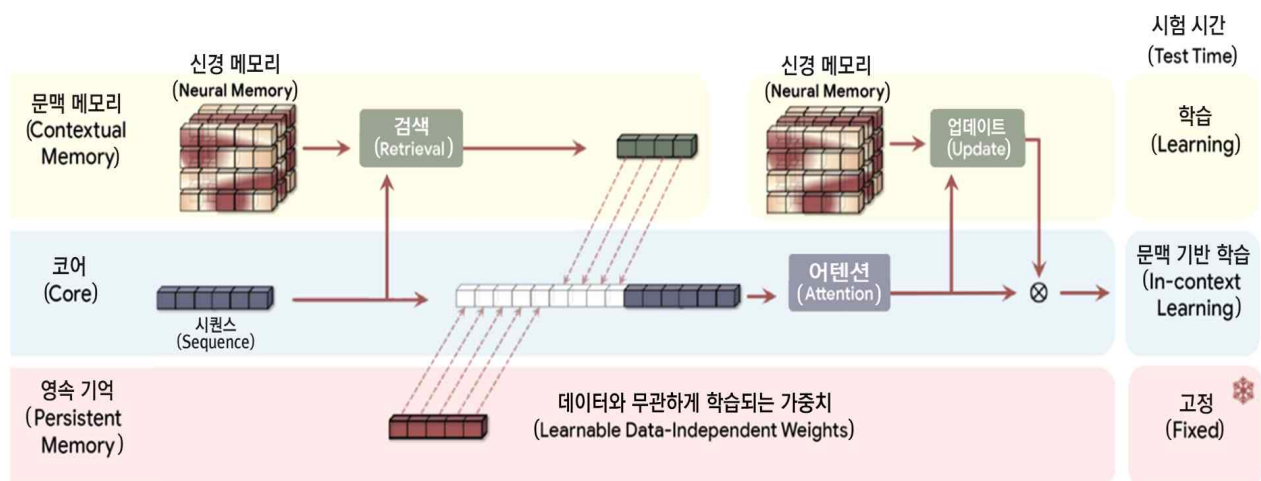 시험 시간
(Test Time)
신경 메모리
(Neural Memory)
신경 메모리
(Neural Memory)
문맥 메모리
(Contextual
Memory)
검색
(Retrieval)
업데이트
(Update)
학습
(Learning)
코어
(Core)
시퀀스
(Sequence)
어텐션
(Attention)
문맥 기반 학습
(In-context
Learning)
영속 기억
(Persistent
Memory)
데이터와 무관하게 학습되는 가중치
(Learnable Data-Independent Weights)
고정
(Fixed)